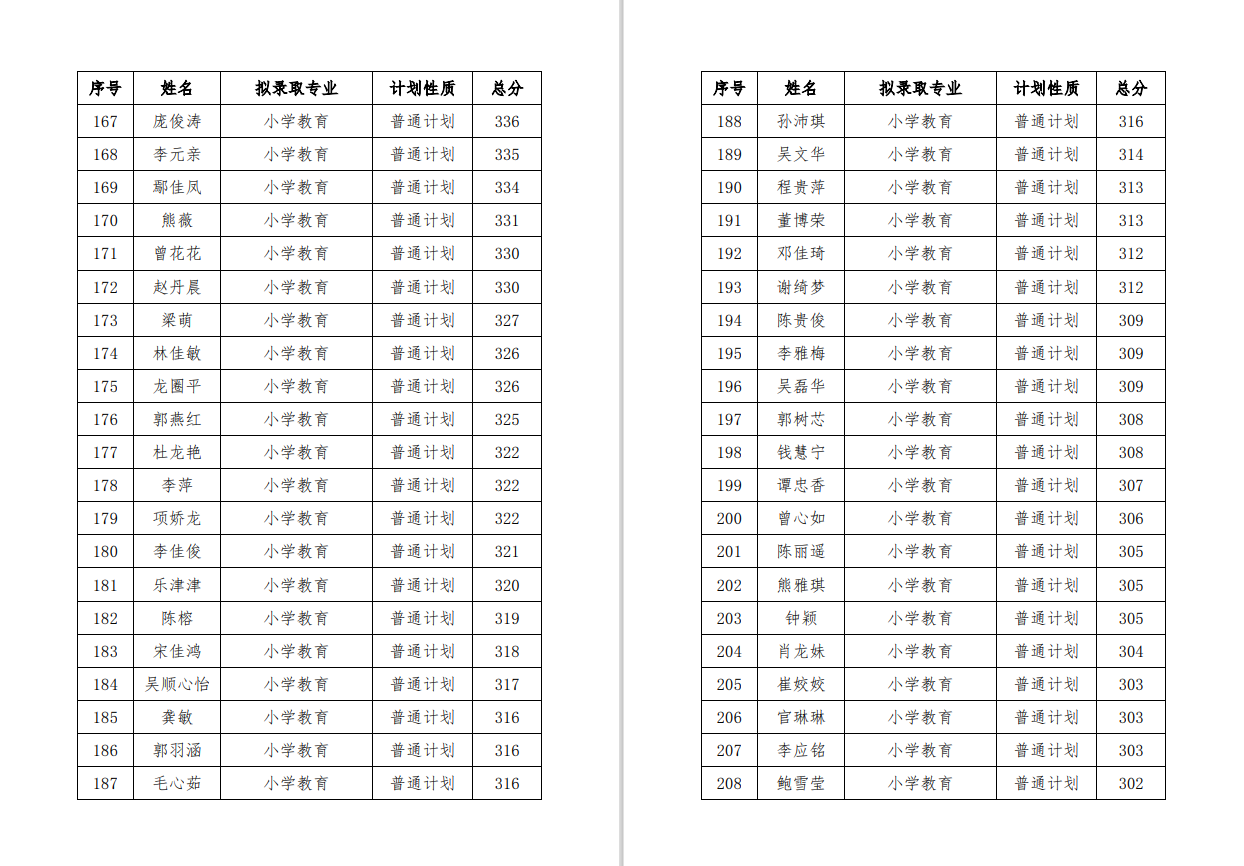 序号 姓名 拟录取专业 计划性质 总分
167 庞俊涛 小学教育 普通计划 336
168 李元亲 小学教育 普通计划 335
169 鄢佳凤 小学教育 普通计划 334
170 熊薇 小学教育 普通计划 331
171 曾花花 小学教育 普通计划 330
172 赵丹晨 小学教育 普通计划 330
173 梁萌 小学教育 普通计划 327
174 林佳敏 小学教育 普通计划 326
175 龙圈平 小学教育 普通计划 326
176 郭燕红 小学教育 普通计划 325
177 杜龙艳 小学教育 普通计划 322
178 李萍 小学教育 普通计划 322
179 项娇龙 小学教育 普通计划 322
180 李佳俊 小学教育 普通计划 321
181 乐津津 小学教育 普通计划 320
182 陈榕 小学教育 普通计划 319
183 宋佳鸿 小学教育 普通计划 318
184 吴顺心怡 小学教育 普通计划 317
185 龚敏 小学教育 普通计划 316
186 郭羽涵 小学教育 普通计划 316
187 毛心茹 小学教育 普通计划 316
序号 姓名 拟录取专业 计划性质 总分
188 孙沛琪 小学教育 普通计划 316
189 吴文华 小学教育 普通计划 314
190 程贵萍 小学教育 普通计划 313
191 董博荣 小学教育 普通计划 313
192 邓佳琦 小学教育 普通计划 312
193 谢绮梦 小学教育 普通计划 312
194 陈贵俊 小学教育 普通计划 309
195 李雅梅 小学教育 普通计划 309
196 吴磊华 小学教育 普通计划 309
197 郭树芯 小学教育 普通计划 308
198 钱慧宁 小学教育 普通计划 308
199 谭忠香 小学教育 普通计划 307
200 曾心如 小学教育 普通计划 306
201 陈丽遥 小学教育 普通计划 305
202 熊雅琪 小学教育 普通计划 305
203 钟颖 小学教育 普通计划 305
204 肖龙妹 小学教育 普通计划 304
205 崔姣姣 小学教育 普通计划 303
206 官琳琳 小学教育 普通计划 303
207 李应铭 小学教育 普通计划 303
208 鲍雪莹 小学教育 普通计划 302